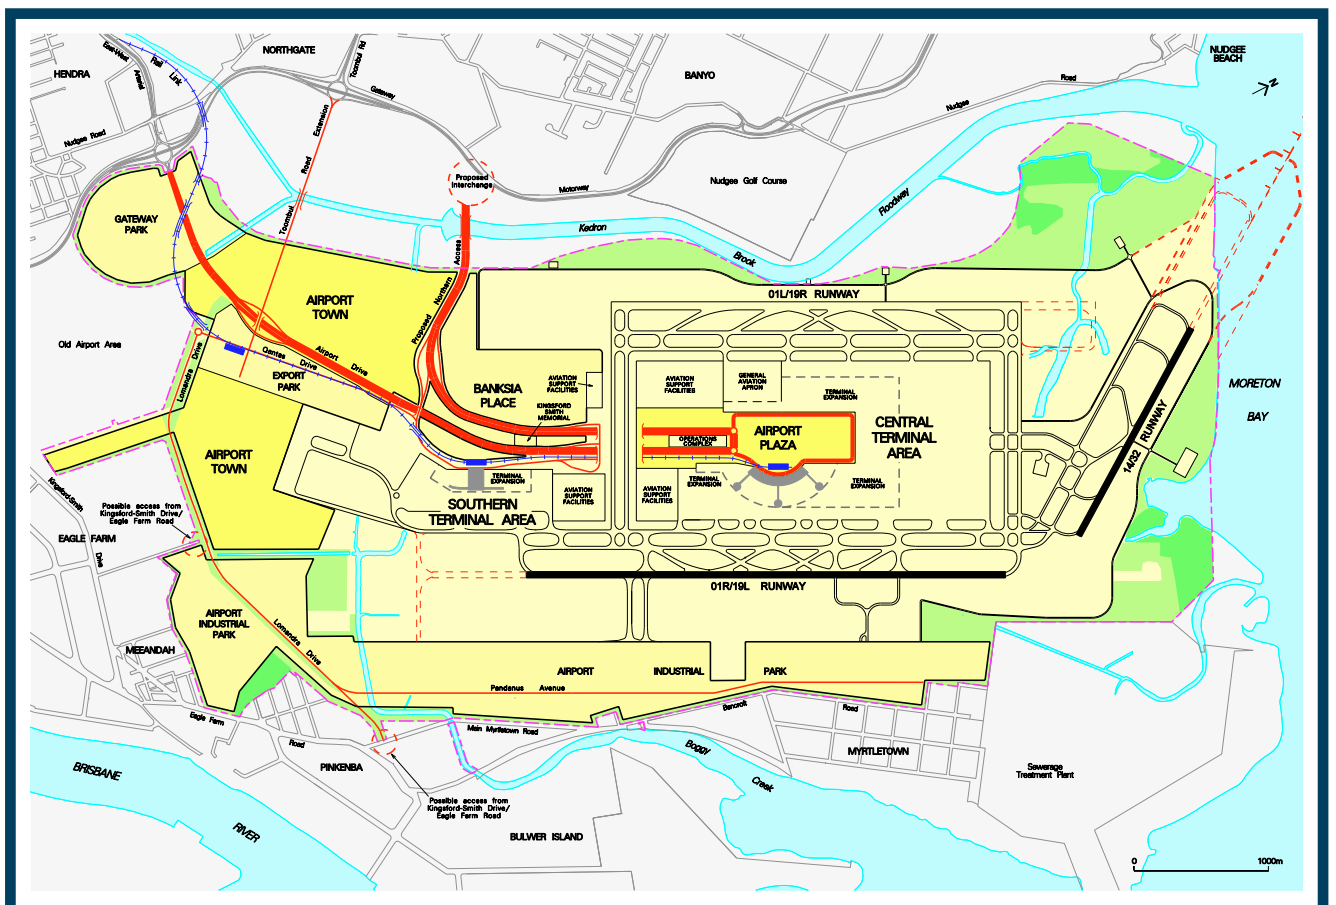 NORTHGATE
NUDGEE
BEACH
HENDRA
East-West
Arterial
Rail
Link
Toombul Rd
Gateway
BANYO
Nudgee
Road
N
Nudgee Road
Toombul
Road
Extension
Proposed
Interchange
Motorway
Nudgee Golf Course
Floodway
GATEWAY
PARK
Kedron
Brook
Proposed
Northern
Access
AIRPORT
TOWN
01L/19R RUNWAY
Old Airport Area
Lomandra Drive
Qantas
Drive
Airport
Drive
EXPORT
PARK
BANKSIA
PLACE
AVIATION
SUPPORT
FACILITIES
KINGSFORD
SMITH
MEMORIAL
AVIATION
SUPPORT
FACILITIES
GENERAL
AVIATION
APRON
TERMINAL
EXPANSION
MORETON
BAY
AIRPORT
PLAZA
OPERATIONS
COMPLEX
CENTRAL
TERMINAL
AREA
14/32 RUNWAY
AIRPORT
TOWN
TERMINAL
EXPANSION
AVIATION
SUPPORT
FACILITIES
AVIATION
SUPPORT
FACILITIES
TERMINAL
EXPANSION
TERMINAL
EXPANSION
SOUTHERN
TERMINAL AREA
Kingsford-Smith
Drive
Possible access from
Kingsford-Smith Drive/
Eagle Farm Road
EAGLE FARM
01R/19L RUNWAY
AIRPORT
INDUSTRIAL
PARK
Lomandra
Drive
MEEANDAH
AIRPORT INDUSTRIAL PARK
Pandanus Avenue
Eagle Farm
Road
Main Myrtletown Road
Bancroft
Road
PINKENBA
Boggy
Creek
MYRTLETOWN
Sewerage
Treatment Plant
BRISBANE
RIVER
Possible access from
Kingsford-Smith Drive/
Eagle Farm Road
BULWER ISLAND
0 1000m